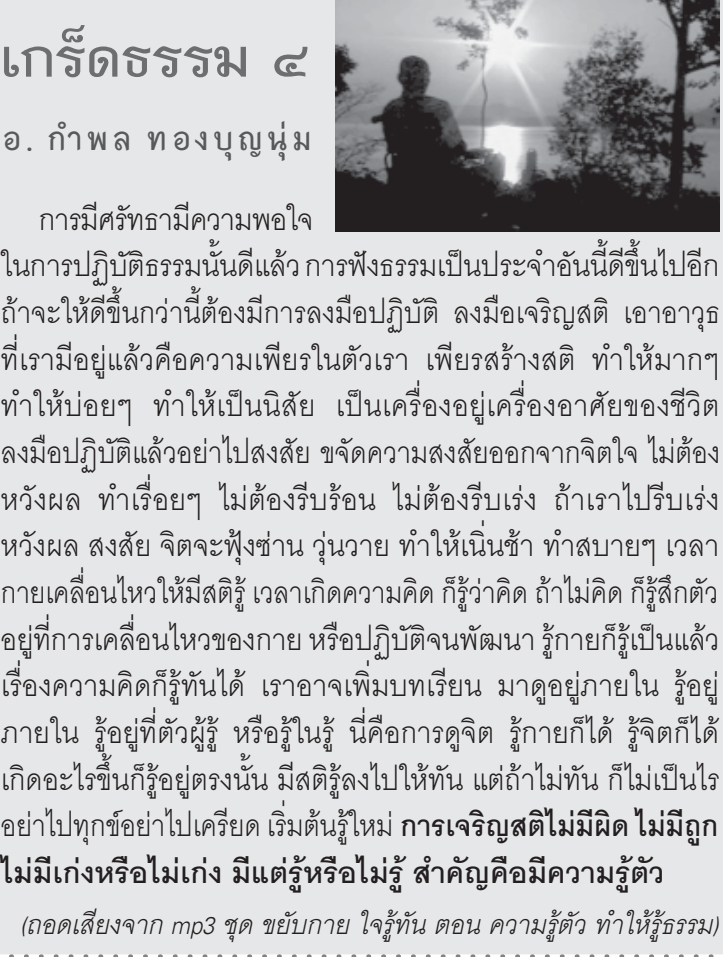 เกร็ดธรรม ๔
อ. กำพล ทองบุญนุ่ม
การมีศรัทธามีความพอใจ
ในการปฏิบัติธรรมนั้นดีแล้ว การฟังธรรมเป็นประจำอันนี้ดีขึ้นไปอีก
ถ้าจะให้ดีขึ้นกว่านี้ต้องมีการลงมือปฏิบัติ ลงมือเจริญสติ เอาอาวุธ
ที่เรามีอยู่แล้วคือความเพียรในตัวเรา เพียรสร้างสติ ทำให้มากๆ
ทำให้บ่อยๆ ทำให้เป็นนิสัย เป็นเครื่องอยู่เครื่องอาศัยของชีวิต
ลงมือปฏิบัติแล้วอย่าไปสงสัย ขจัดความสงสัยออกจากจิตใจ ไม่ต้อง
หวังผล ทำเรื่อยๆ ไม่ต้องรีบร้อน ไม่ต้องรีบเร่ง ถ้าเราไปรีบเร่ง
หวังผล สงสัย จิตจะฟุ้งซ่าน วุ่นวาย ทำให้เนิ่นช้า ทำสบายๆ เวลา
กายเคลื่อนไหวให้มีสติรู้ เวลาเกิดความคิด ก็รู้ว่าคิด ถ้าไม่คิด ก็รู้สึกตัว
อยู่ที่การเคลื่อนไหวของกาย หรือปฏิบัติจนพัฒนา รู้กายก็รู้เป็นแล้ว
เรื่องความคิดก็รู้ทันได้ เราอาจเพิ่มบทเรียน มาดูอยู่ภายใน รู้อยู่
ภายใน รู้อยู่ที่ตัวผู้รู้ หรือรู้ในรู้ นี่คือการดูจิต รู้กายก็ได้ รู้จิตก็ได้
เกิดอะไรขึ้นก็รู้อยู่ตรงนั้น มีสติรู้ลงไปให้ทัน แต่ถ้าไม่ทัน ก็ไม่เป็นไร
อย่าไปทุกข์อย่าไปเครียด เริ่มต้นรู้ใหม่ การเจริญสติไม่มีผิด ไม่มีถูก
ไม่มีเก่งหรือไม่เก่ง มีแต่รู้หรือไม่รู้ สำคัญคือมีความรู้ตัว
(ถอดเสียงจาก mp3 ชุด ขยับกาย ใจรู้ทัน ตอน ความรู้ตัว ทำให้รู้ธรรม)